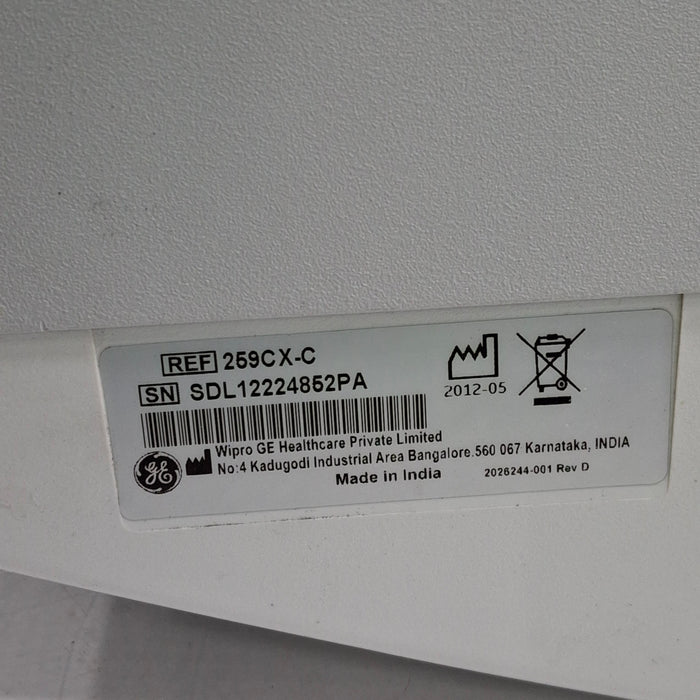 REF 259CX-C
SN SDL12224852PA
2012-05
Wipro GE Healthcare Private Limited
No:4 Kadugodi Industrial Area Bangalore.560 067 Karnataka, INDIA
Made in India
2026244-001 Rev D
GE